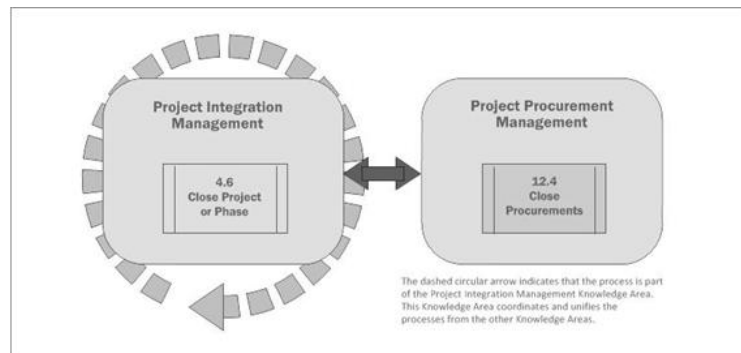 Project Integration
Management
4.6
Close Project
or Phase
Project Procurement
Management
12.4
Close
Procurements
The dashed circular arrow indicates that the process is part
of the Project Integration Management Knowledge Area.
This Knowledge Area coordinates and unifies the
processes from the other Knowledge Areas.